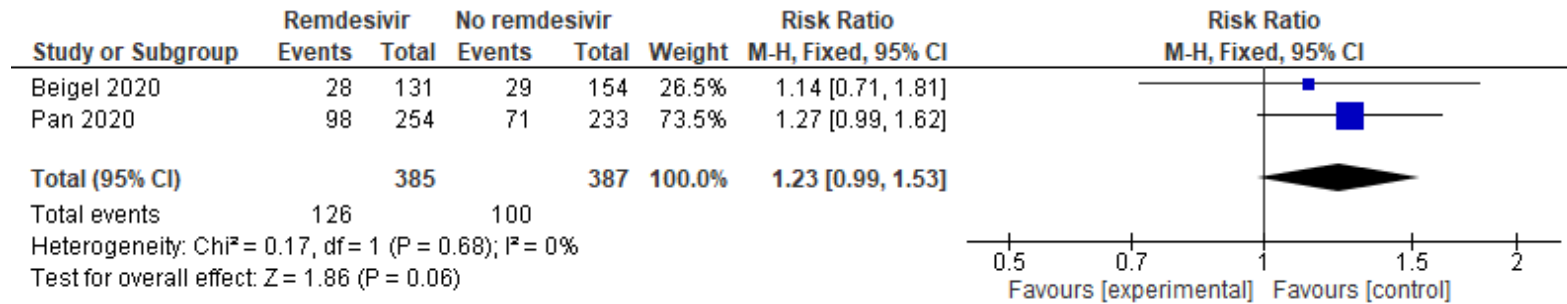 Remdesivir No remdesivir Risk Ratio Risk Ratio
Study or Subgroup Events Total Events Total Weight M-H, Fixed, 95% CI M-H, Fixed, 95% CI
Beigel 2020 28 131 29 154 26.5% 1.14 [0.71, 1.81]
Pan 2020 98 254 71 233 73.5% 1.27 [0.99, 1.62]
Total (95% CI) 385 387 100.0% 1.23 [0.99, 1.53]
Total events 126 100
Heterogeneity: Chi² = 0.17, df = 1 (P = 0.68); I² = 0%
Test for overall effect: Z = 1.86 (P = 0.06)
0.5 0.7 1 1.5 2
Favours [experimental] Favours [control]